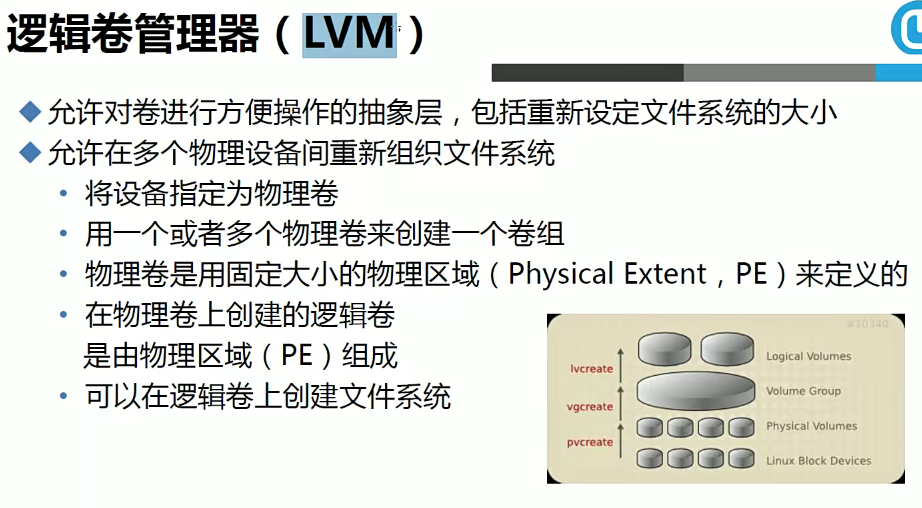 逻辑卷管理器（LVM）
允许对卷进行方便操作的抽象层，包括重新设定文件系统的大小
允许在多个物理设备间重新组织文件系统
• 将设备指定为物理卷
• 用一个或者多个物理卷来创建一个卷组
• 物理卷是用固定大小的物理区域（Physical Extent，PE）来定义的
• 在物理卷上创建的逻辑卷
是由物理区域（PE）组成
• 可以在逻辑卷上创建文件系统
#10340
Logical Volumes
lvcreate
Volume Group
vgcreate
Physical Volumes
pvcreate
Linux Block Devices